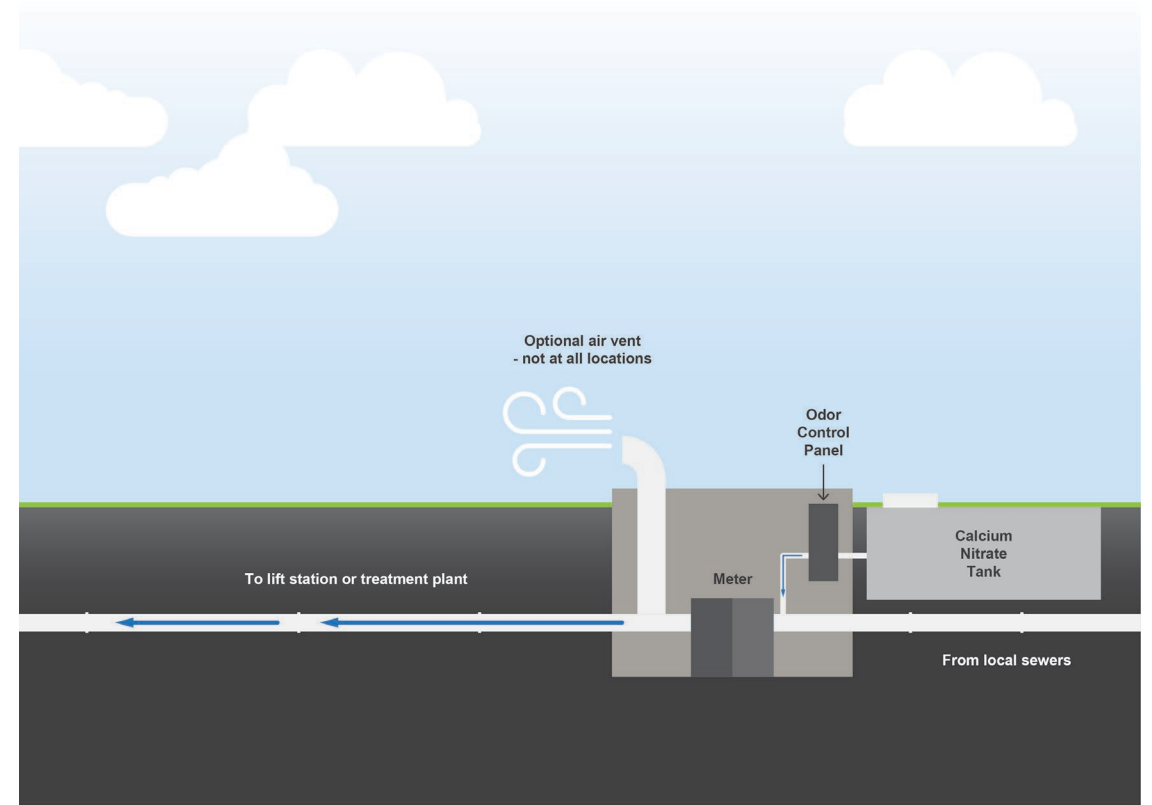 Optional air vent
- not at all locations
Odor
Control
Panel
Calcium
Nitrate
Tank
To lift station or treatment plant
Meter
From local sewers